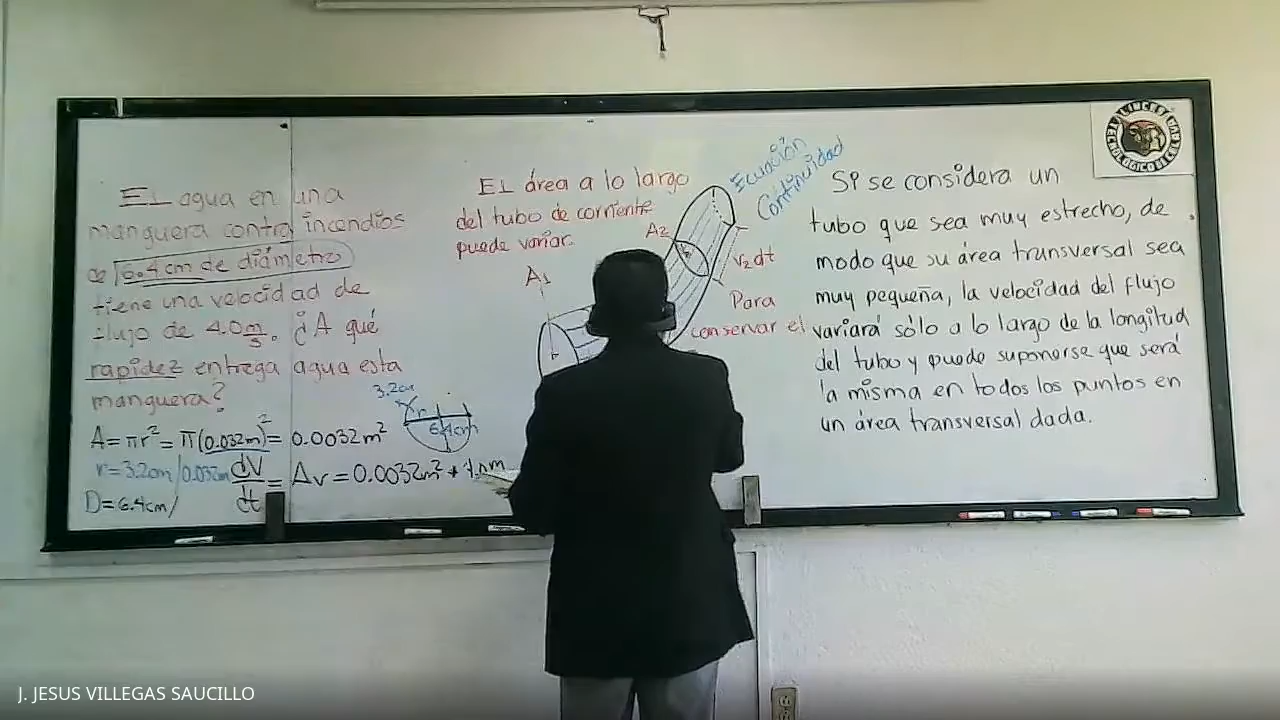 EL agua en una
manguera contra incendios
de 6.4 cm de diámetro
tiene una velocidad de
flujo de 4.0 m/s. ¿A qué
rapidez entrega agua esta
manguera?
A = πr² = π(0.032m)² = 0.0032m²
r = 3.2cm/0.032m
dV/dt = Av = 0.0032m² *
D = 6.4cm/
3.2cm
r
6.4cm
EL área a lo largo
del tubo de corriente
puede variar.
A1
A2
v₂dt
Para
conservar el
Ecuación
Continuidad
Si se considera un
tubo que sea muy estrecho, de
modo que su área transversal sea
muy pequeña, la velocidad del flujo
variará sólo a lo largo de la longitud
del tubo y puede suponerse que será
la misma en todos los puntos en
un área transversal dada.
J. JESUS VILLEGAS SAUCILLO